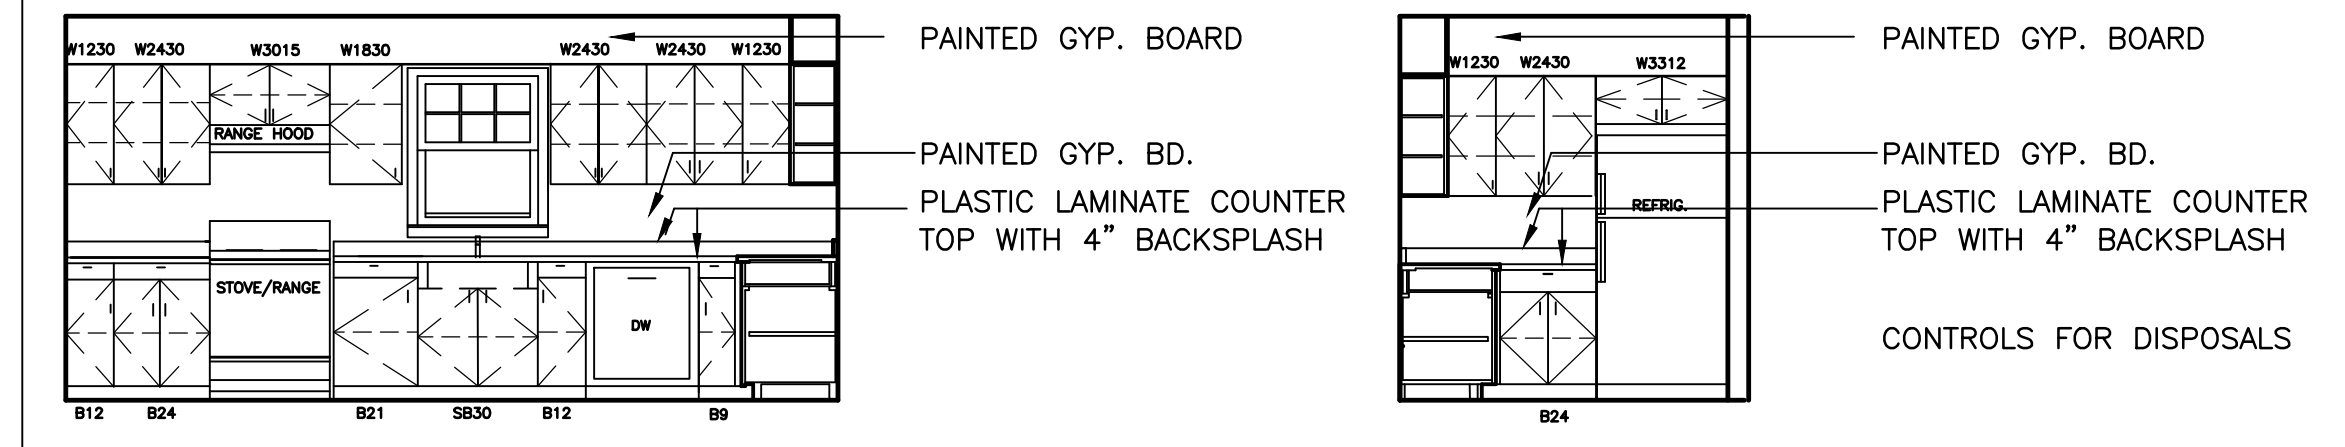 W1230 W2430 W3015 W1830 W2430 W2430 W1230
PAINTED GYP. BOARD
RANGE HOOD
PAINTED GYP. BD.
PLASTIC LAMINATE COUNTER
TOP WITH 4” BACKSPLASH
STOVE/RANGE
DW
B12 B24 B21 SB30 B12 B9
W1230 W2430 W3312
PAINTED GYP. BOARD
PAINTED GYP. BD.
REFRIG.
PLASTIC LAMINATE COUNTER
TOP WITH 4” BACKSPLASH
CONTROLS FOR DISPOSALS
B24